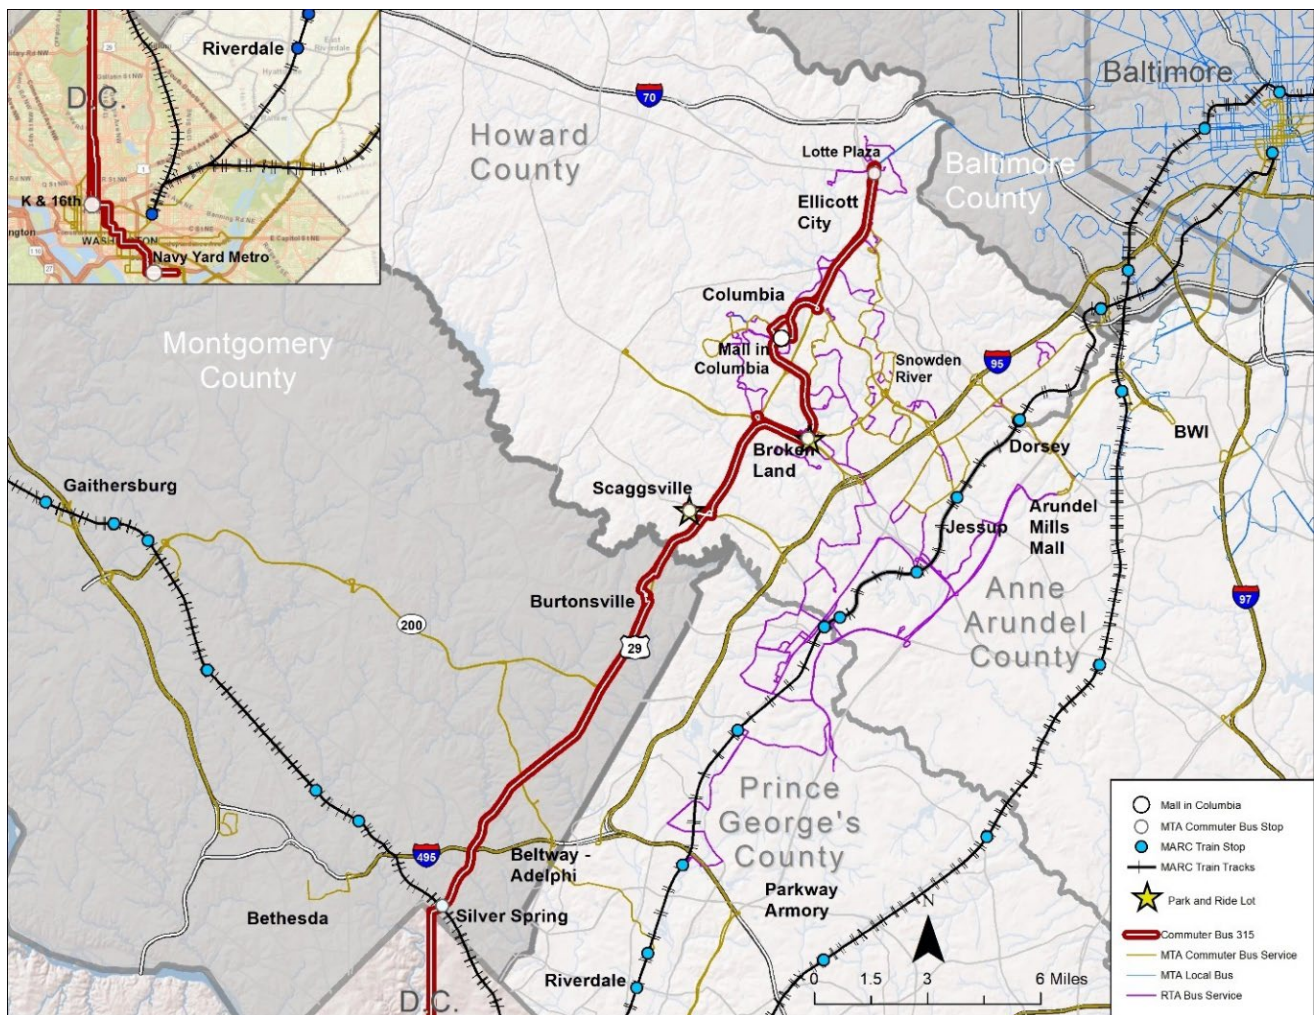 Riverdale
D.C.
K & 16th
WASHINGTON
Navy Yard Metro
70
Howard
County
Baltimore
Lotte Plaza
Baltimore
County
Ellicott
City
Columbia
Mall in
Columbia
Snowden
River
95
Montgomery
County
Broken
Land
Dorsey
BWI
Gaithersburg
Scaggsville
Jessup
Arundel
Mills
Mall
Burtonsville
Anne
Arundel
County
97
200
29
Prince
George's
County
495
Beltway -
Adelphi
Parkway
Armory
Bethesda
Silver Spring
N
Riverdale
D.C.
0 1.5 3 6 Miles
Mall in Columbia
MTA Commuter Bus Stop
MARC Train Stop
MARC Train Tracks
Park and Ride Lot
Commuter Bus 315
MTA Commuter Bus Service
MTA Local Bus
RTA Bus Service